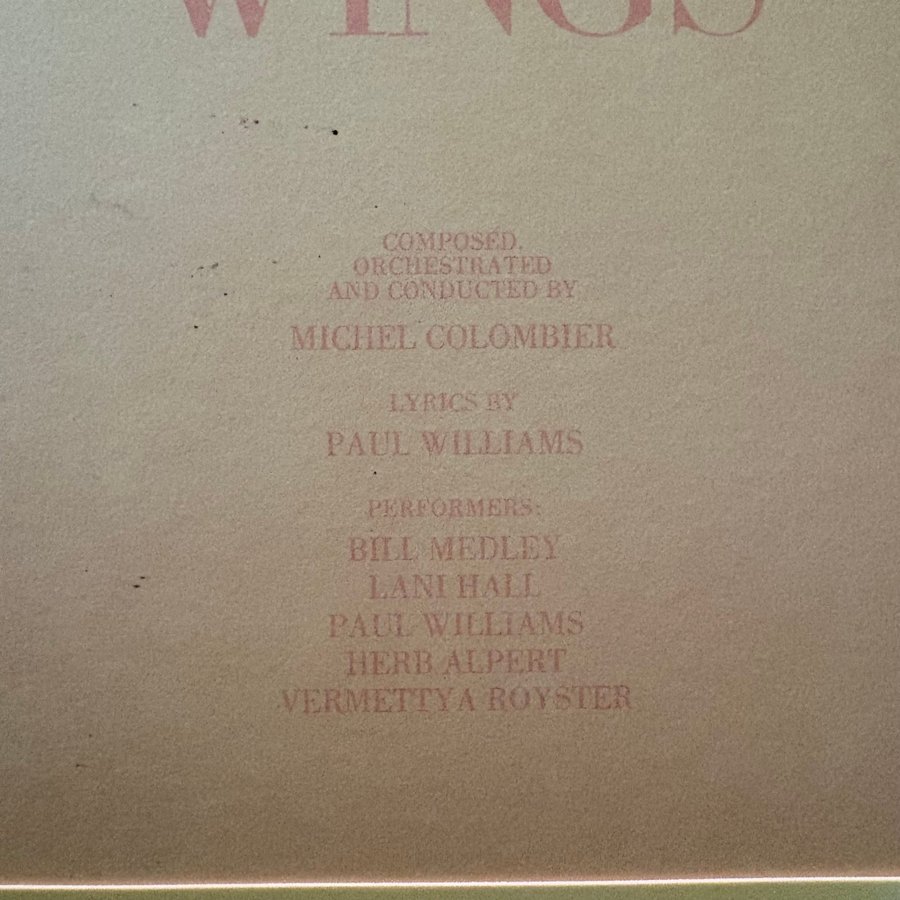 WINGS
COMPOSED,
ORCHESTRATED
AND CONDUCTED BY
MICHEL COLOMBIER
LYRICS BY
PAUL WILLIAMS
PERFORMERS:
BILL MEDLEY
LANI HALL
PAUL WILLIAMS
HERB ALPERT
VERMETTYA ROYSTER